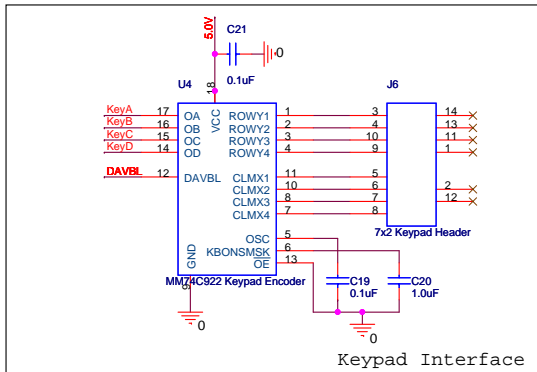 5.0V
C21
0
0.1uF
U4
J6
18
VCC
KeyA 17 OA ROWY1 1 3 14
KeyB 16 OB ROWY2 2 4 13
KeyC 15 OC ROWY3 3 10 11
KeyD 14 OD ROWY4 4 9 1
DAVBL 12 DAVBL CLMX1 11 5
CLMX2 10 6 2
CLMX3 8 7 12
CLMX4 7 8
7x2 Keypad Header
OSC 5
KBONSMSK 6
OE 13
GND
9
MM74C922 Keypad Encoder
C19
0.1uF
C20
1.0uF
0
0
Keypad Interface